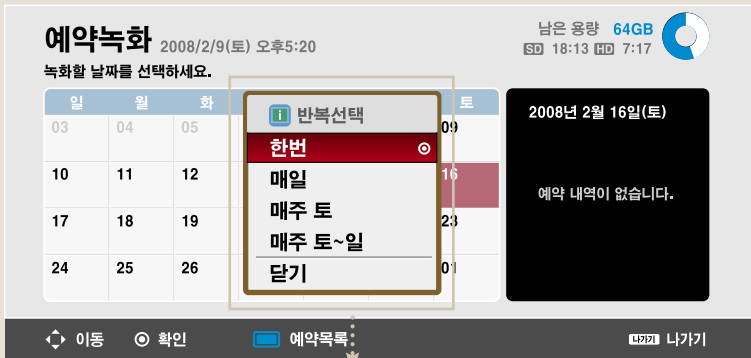 예약녹화 2008/2/9(토) 오후5:20
남은 용량 64GB
SD 18:13 HD 7:17
녹화할 날짜를 선택하세요.
일 월 화 토
03 04 05 09
10 11 12 16
17 18 19 23
24 25 26 01
i 반복선택
한번
매일
매주 토
매주 토~일
닫기
2008년 2월 16일(토)
예약 내역이 없습니다.
이동 확인 예약목록 나가기 나가기